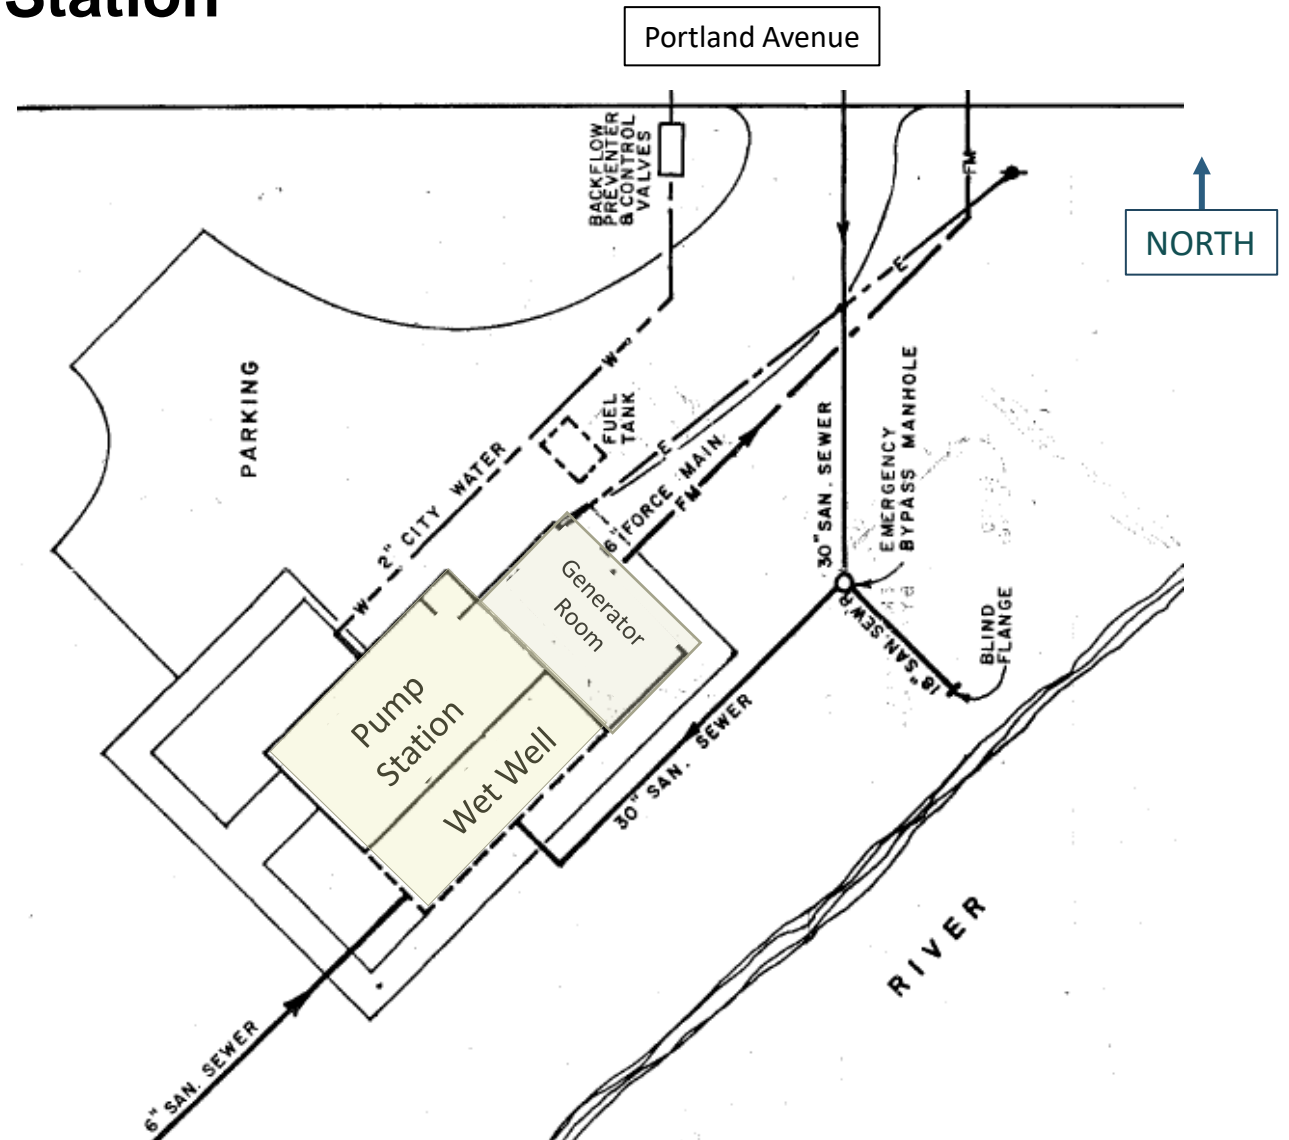 Station
Portland Avenue
BACKFLOW
PREVENTER
& CONTROL
VALVES
FM
NORTH
E
W
PARKING
FUEL
TANK
2" CITY WATER
E
6" FORCE MAIN
FM
30" SAN. SEWER
EMERGENCY
BYPASS MANHOLE
W
Generator
Room
18" SAN. SEW'R
BLIND
FLANGE
Pump
Station
Wet Well
30" SAN. SEWER
RIVER
6" SAN. SEWER